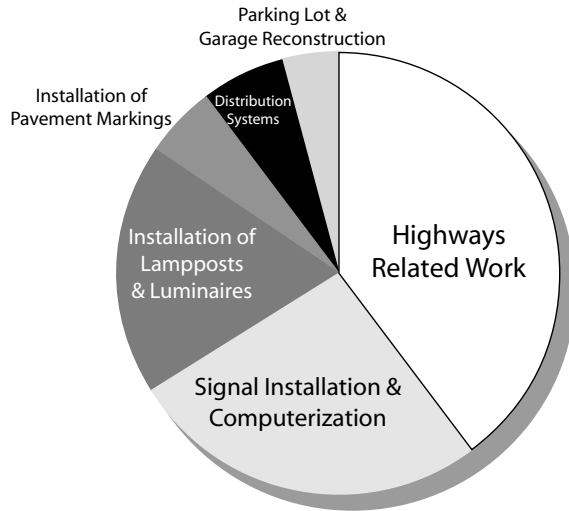 Parking Lot &
Garage Reconstruction
Installation of
Pavement Markings
Distribution
Systems
Highways
Related Work
Installation of
Lampposts
& Luminaires
Signal Installation &
Computerization